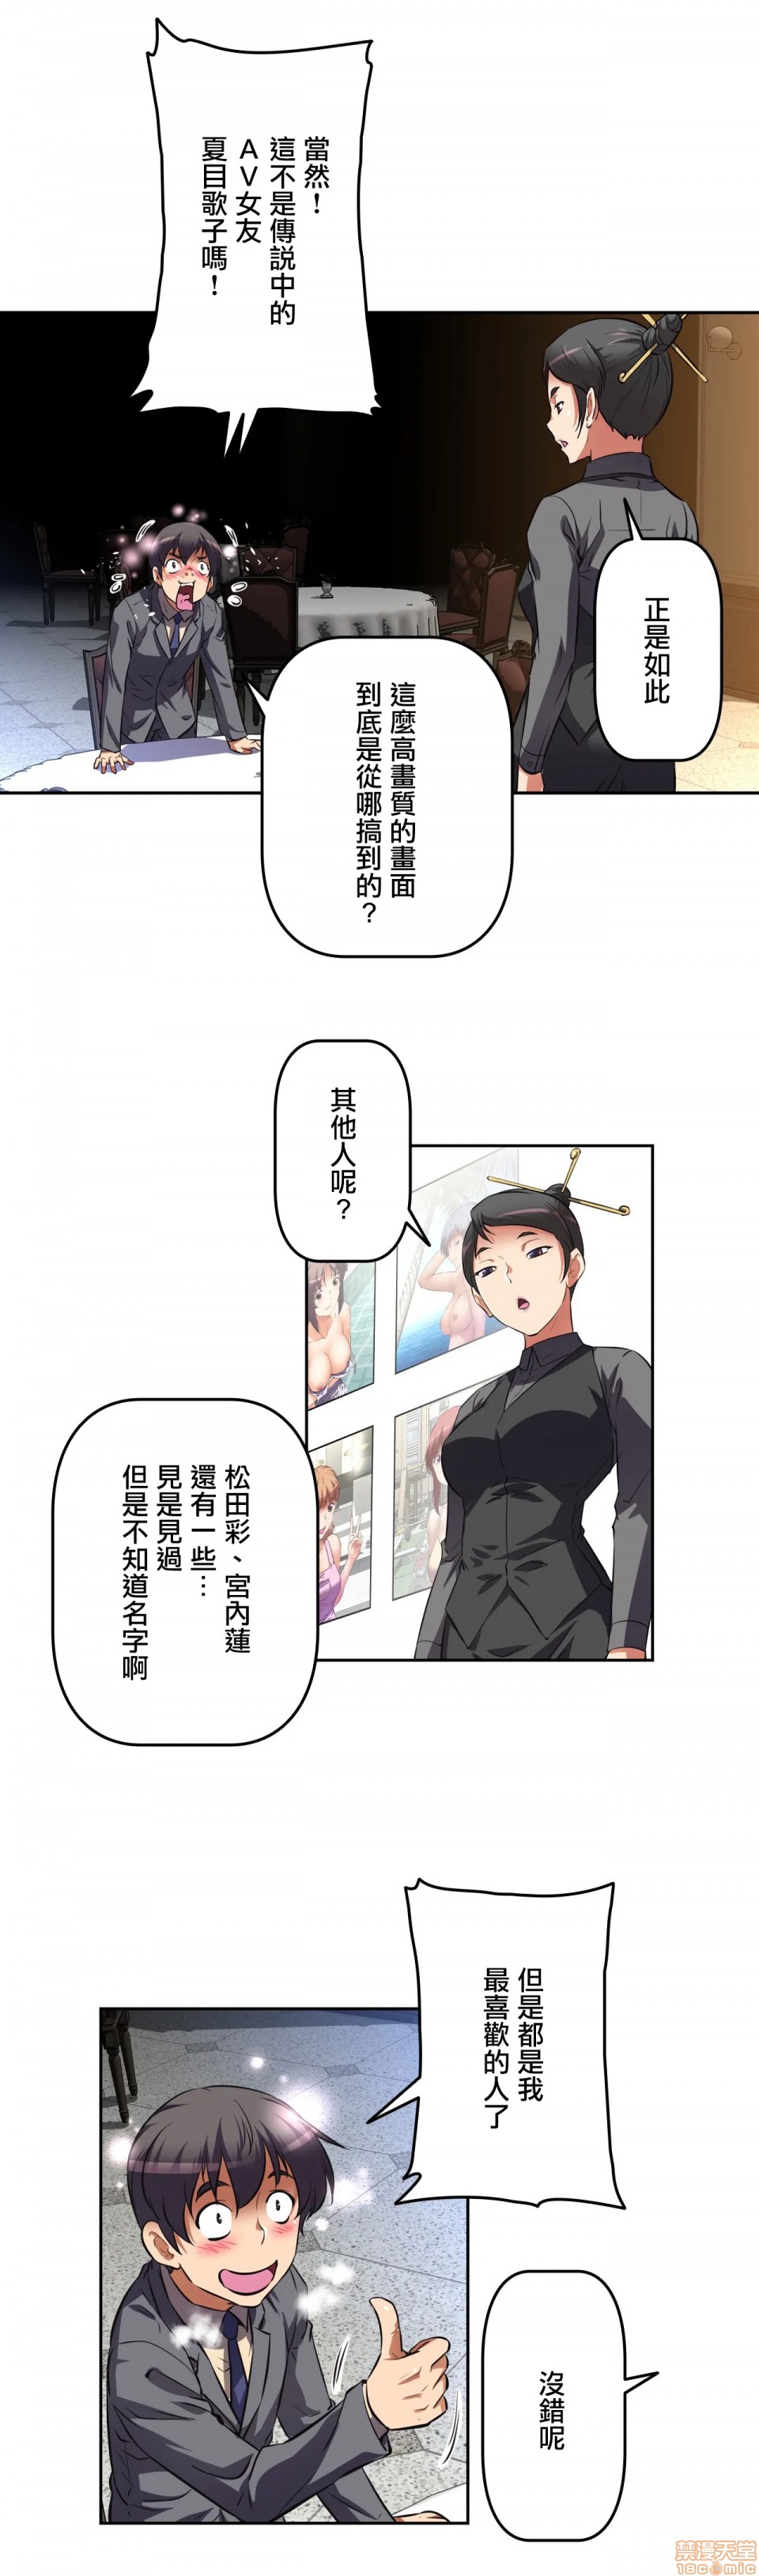 當然！
這不是傳說中的
ＡＶ女友
夏目歌子嗎！
正是如此
這麼高畫質的畫面
到底是從哪搞到的？
其他人呢？
松田彩、宮內蓮
還有一些…
見是見過
但是不知道名字啊
但是都是我
最喜歡的人了
沒錯呢
禁漫天堂
18comic